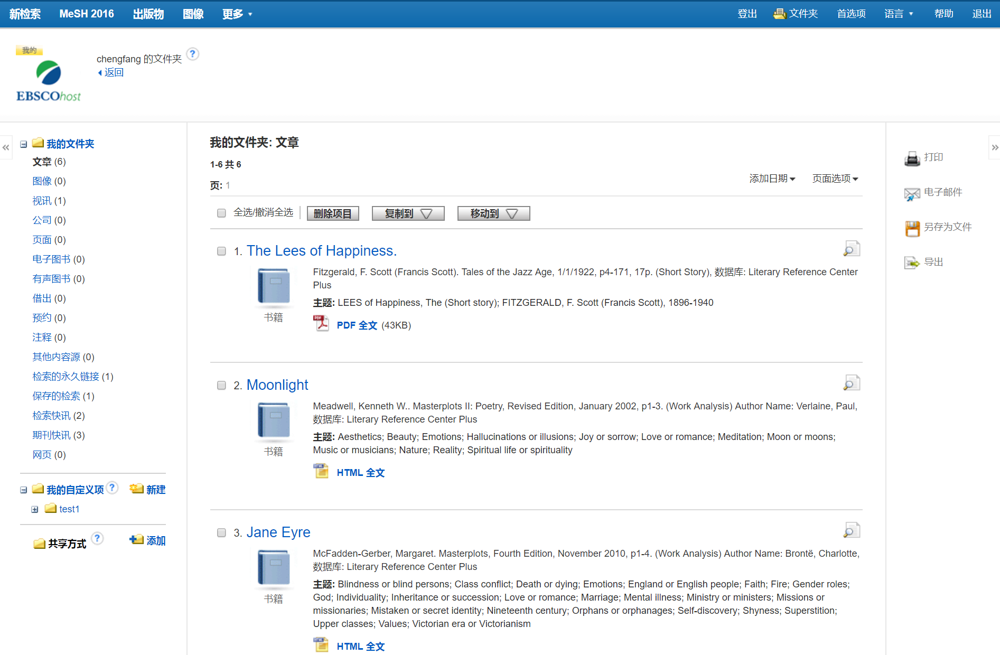 新检索 MeSH 2016 出版物 图像 更多 登出 文件夹 首选项 语言 帮助 退出
我的
EBSCOhost
chengfang 的文件夹 ?
返回
我的文件夹
文章 (6)
图像 (0)
视讯 (1)
公司 (0)
页面 (0)
电子图书 (0)
有声图书 (0)
借出 (0)
预约 (0)
注释 (0)
其他内容源 (0)
检索的永久链接 (1)
保存的检索 (1)
检索快讯 (2)
期刊快讯 (3)
网页 (0)
我的自定义项 ? 新建
test1
共享方式 ? 添加
我的文件夹: 文章
1-6 共 6
页: 1
添加日期 页面选项
全选/撤消全选 删除项目 复制到 移动到
1. The Lees of Happiness.
书籍
Fitzgerald, F. Scott (Francis Scott). Tales of the Jazz Age, 1/1/1922, p4-171, 17p. (Short Story), 数据库: Literary Reference Center
Plus
主题: LEES of Happiness, The (Short story); FITZGERALD, F. Scott (Francis Scott), 1896-1940
PDF 全文 (43KB)
2. Moonlight
书籍
Meadwell, Kenneth W.. Masterplots II: Poetry, Revised Edition, January 2002, p1-3. (Work Analysis) Author Name: Verlaine, Paul,
数据库: Literary Reference Center Plus
主题: Aesthetics; Beauty; Emotions; Hallucinations or illusions; Joy or sorrow; Love or romance; Meditation; Moon or moons;
Music or musicians; Nature; Reality; Spiritual life or spirituality
HTML 全文
3. Jane Eyre
书籍
McFadden-Gerber, Margaret. Masterplots, Fourth Edition, November 2010, p1-4. (Work Analysis) Author Name: Brontë, Charlotte,
数据库: Literary Reference Center Plus
主题: Blindness or blind persons; Class conflict; Death or dying; Emotions; England or English people; Faith; Fire; Gender roles;
God; Individuality; Inheritance or succession; Love or romance; Marriage; Mental illness; Ministry or ministers; Missions or
missionaries; Mistaken or secret identity; Nineteenth century; Orphans or orphanages; Self-discovery; Shyness; Superstition;
Upper classes; Values; Victorian era or Victorianism
HTML 全文
打印
电子邮件
另存为文件
导出